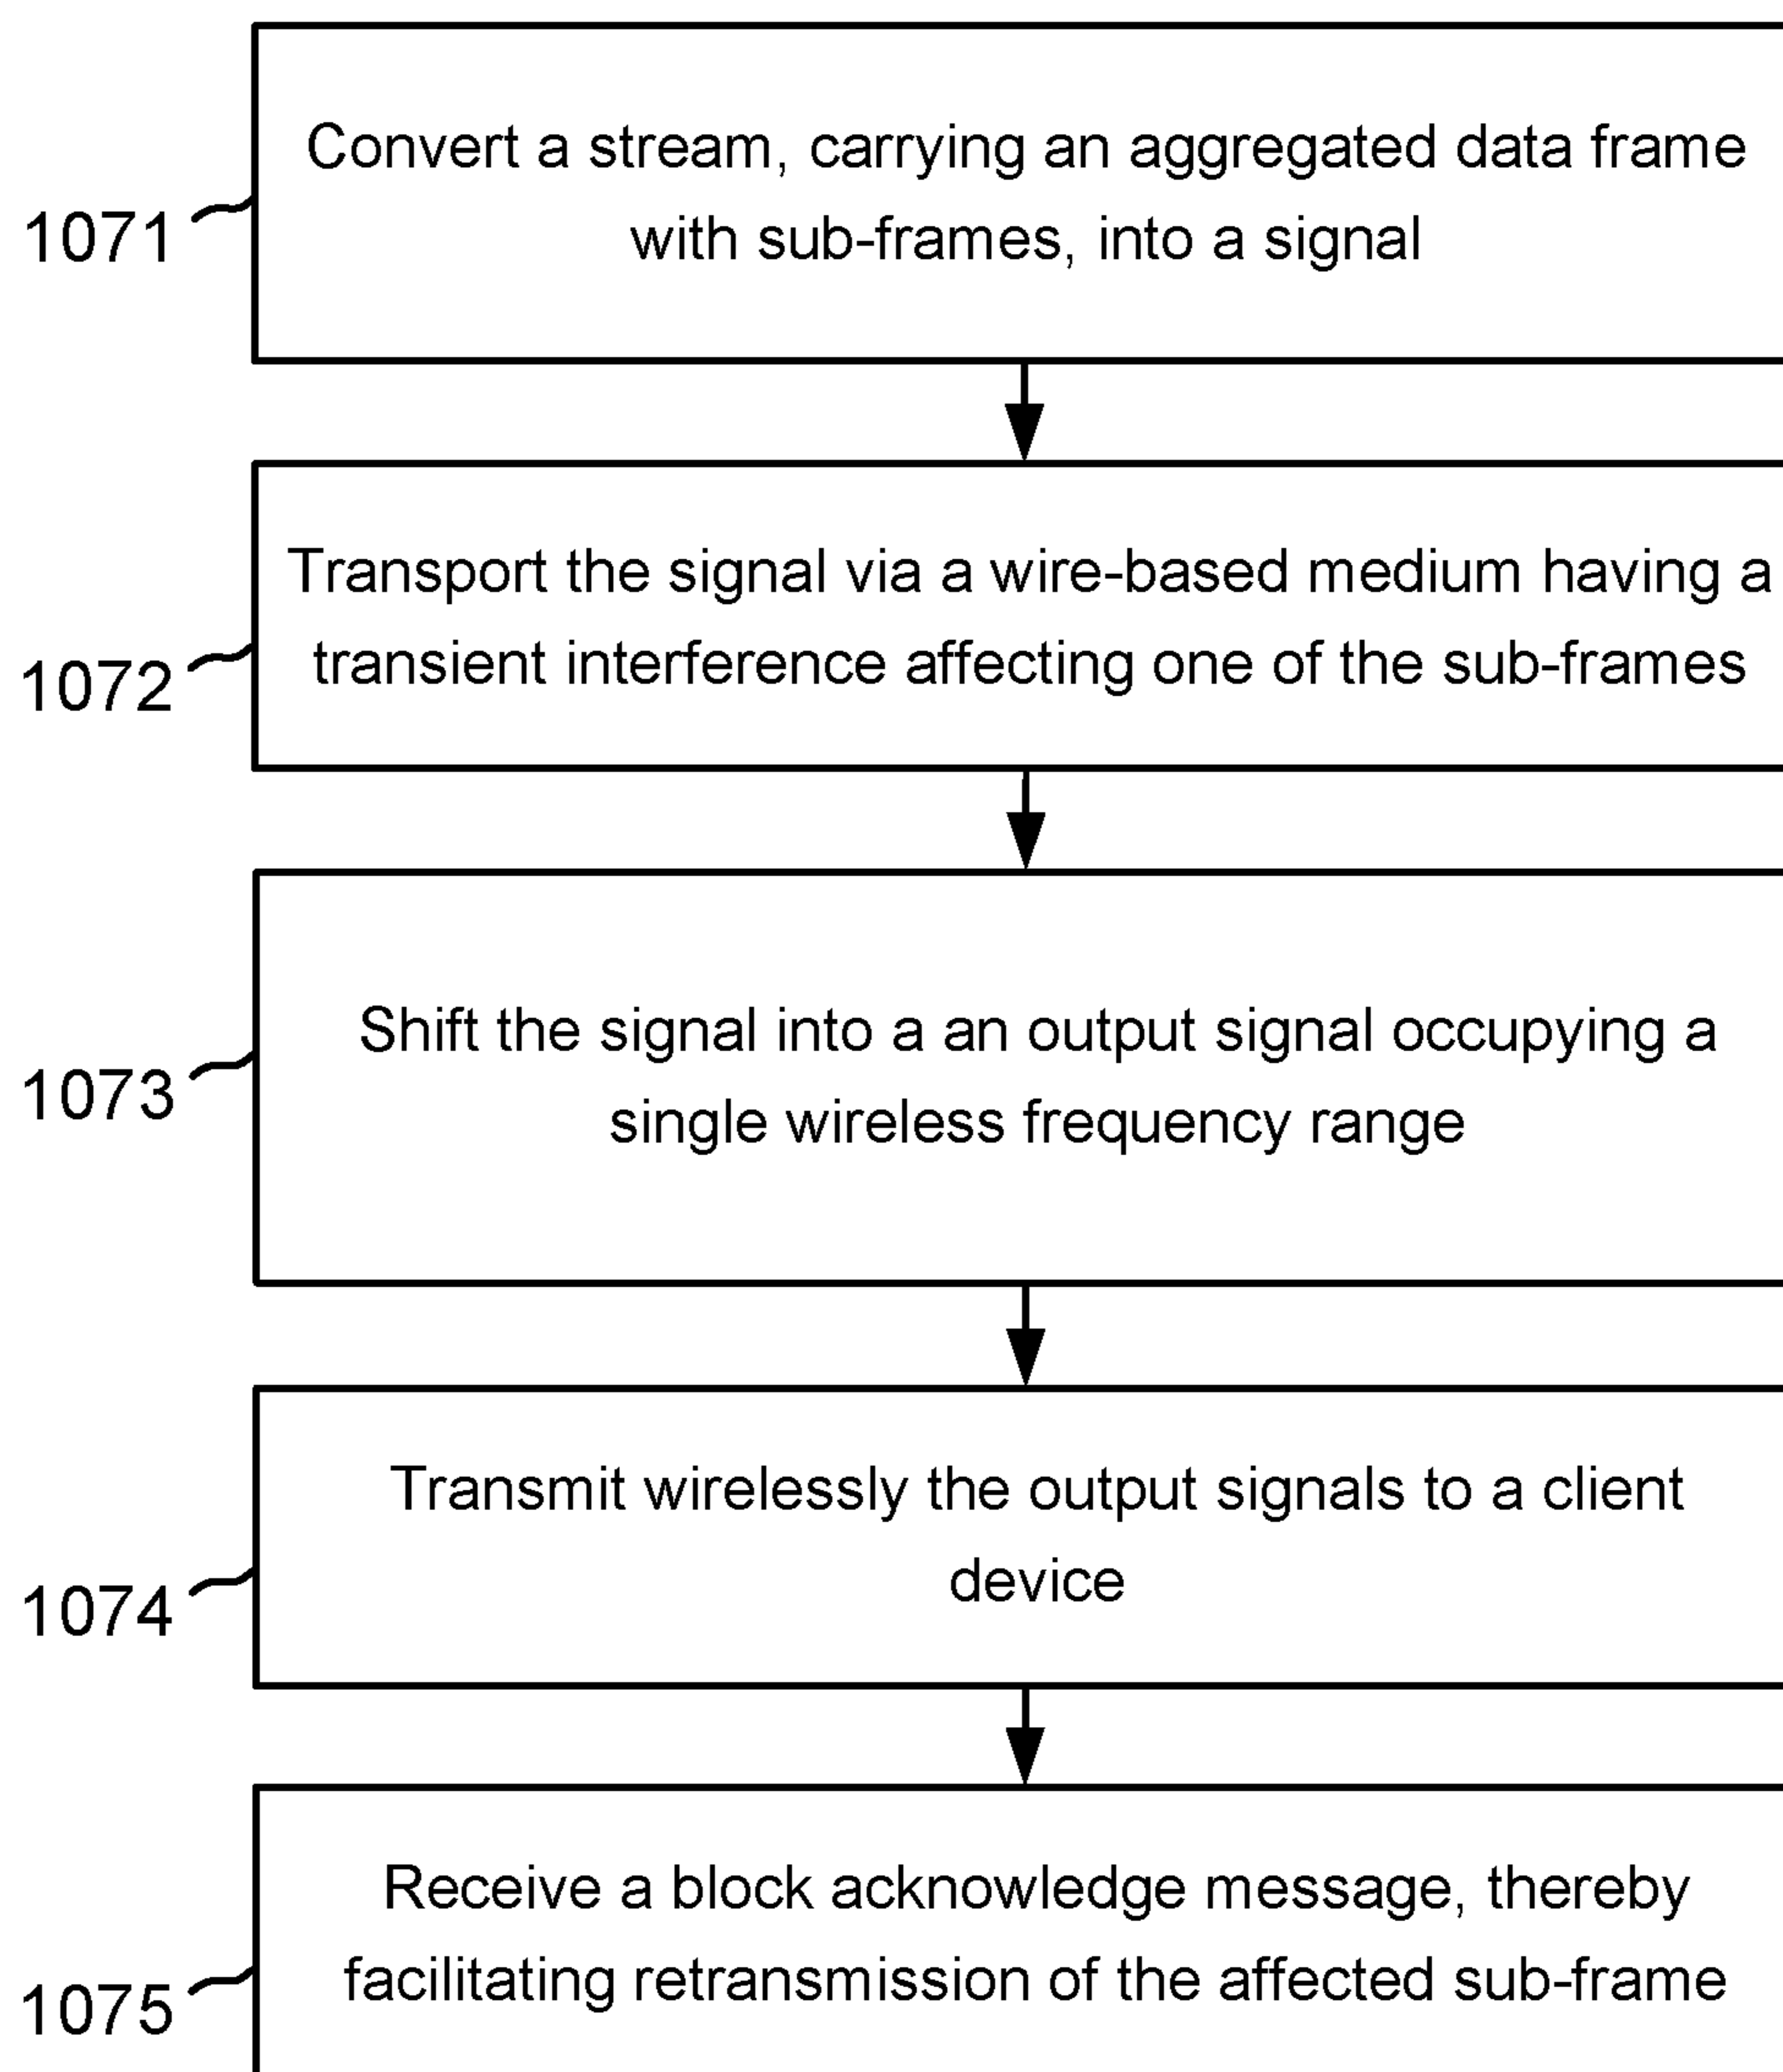 Convert a stream, carrying an aggregated data frame
with sub-frames, into a signal
1071
Transport the signal via a wire-based medium having a
transient interference affecting one of the sub-frames
1072
Shift the signal into a an output signal occupying a
single wireless frequency range
1073
Transmit wirelessly the output signals to a client
device
1074
Receive a block acknowledge message, thereby
facilitating retransmission of the affected sub-frame
1075